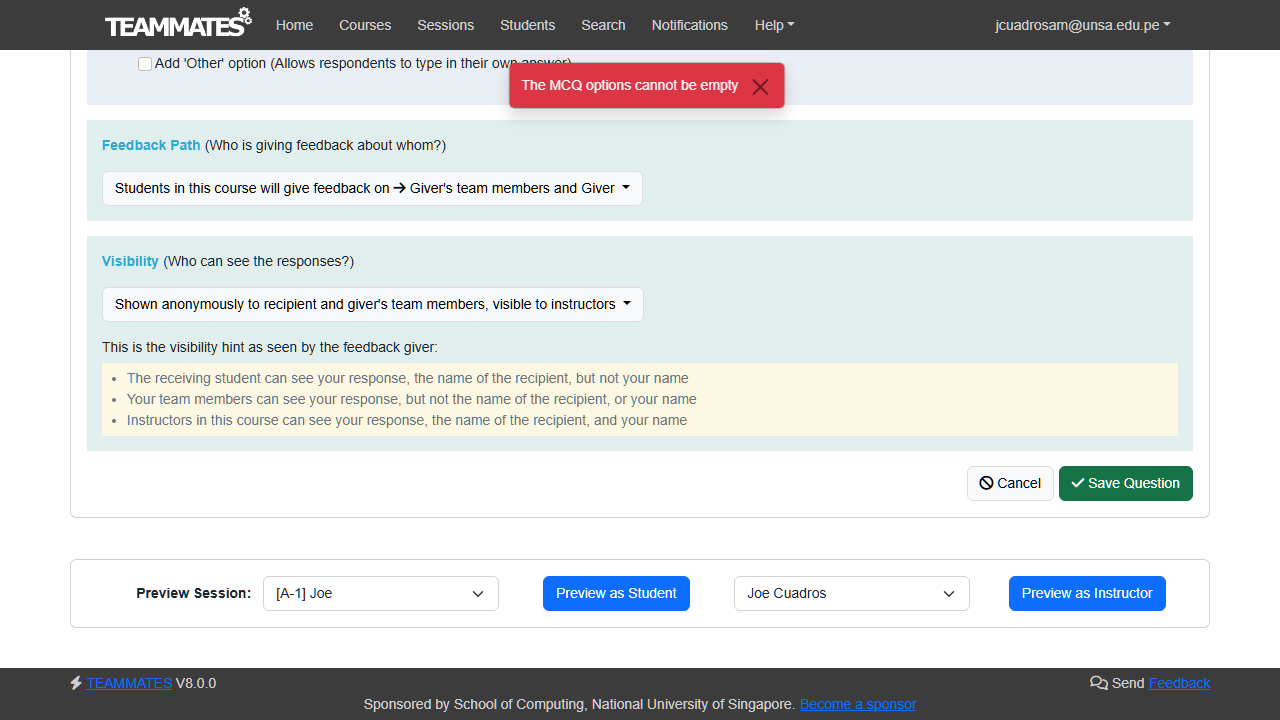 TEAMMATES Home Courses Sessions Students Search Notifications Help jcuadrosam@unsa.edu.pe
Add 'Other' option (Allows respondents to type in their own answer)
The MCQ options cannot be empty
Feedback Path (Who is giving feedback about whom?)
Students in this course will give feedback on → Giver's team members and Giver
Visibility (Who can see the responses?)
Shown anonymously to recipient and giver's team members, visible to instructors
This is the visibility hint as seen by the feedback giver:
The receiving student can see your response, the name of the recipient, but not your name
Your team members can see your response, but not the name of the recipient, or your name
Instructors in this course can see your response, the name of the recipient, and your name
Cancel Save Question
Preview Session: [A-1] Joe Preview as Student Joe Cuadros Preview as Instructor
TEAMMATES V8.0.0 Send Feedback
Sponsored by School of Computing, National University of Singapore. Become a sponsor